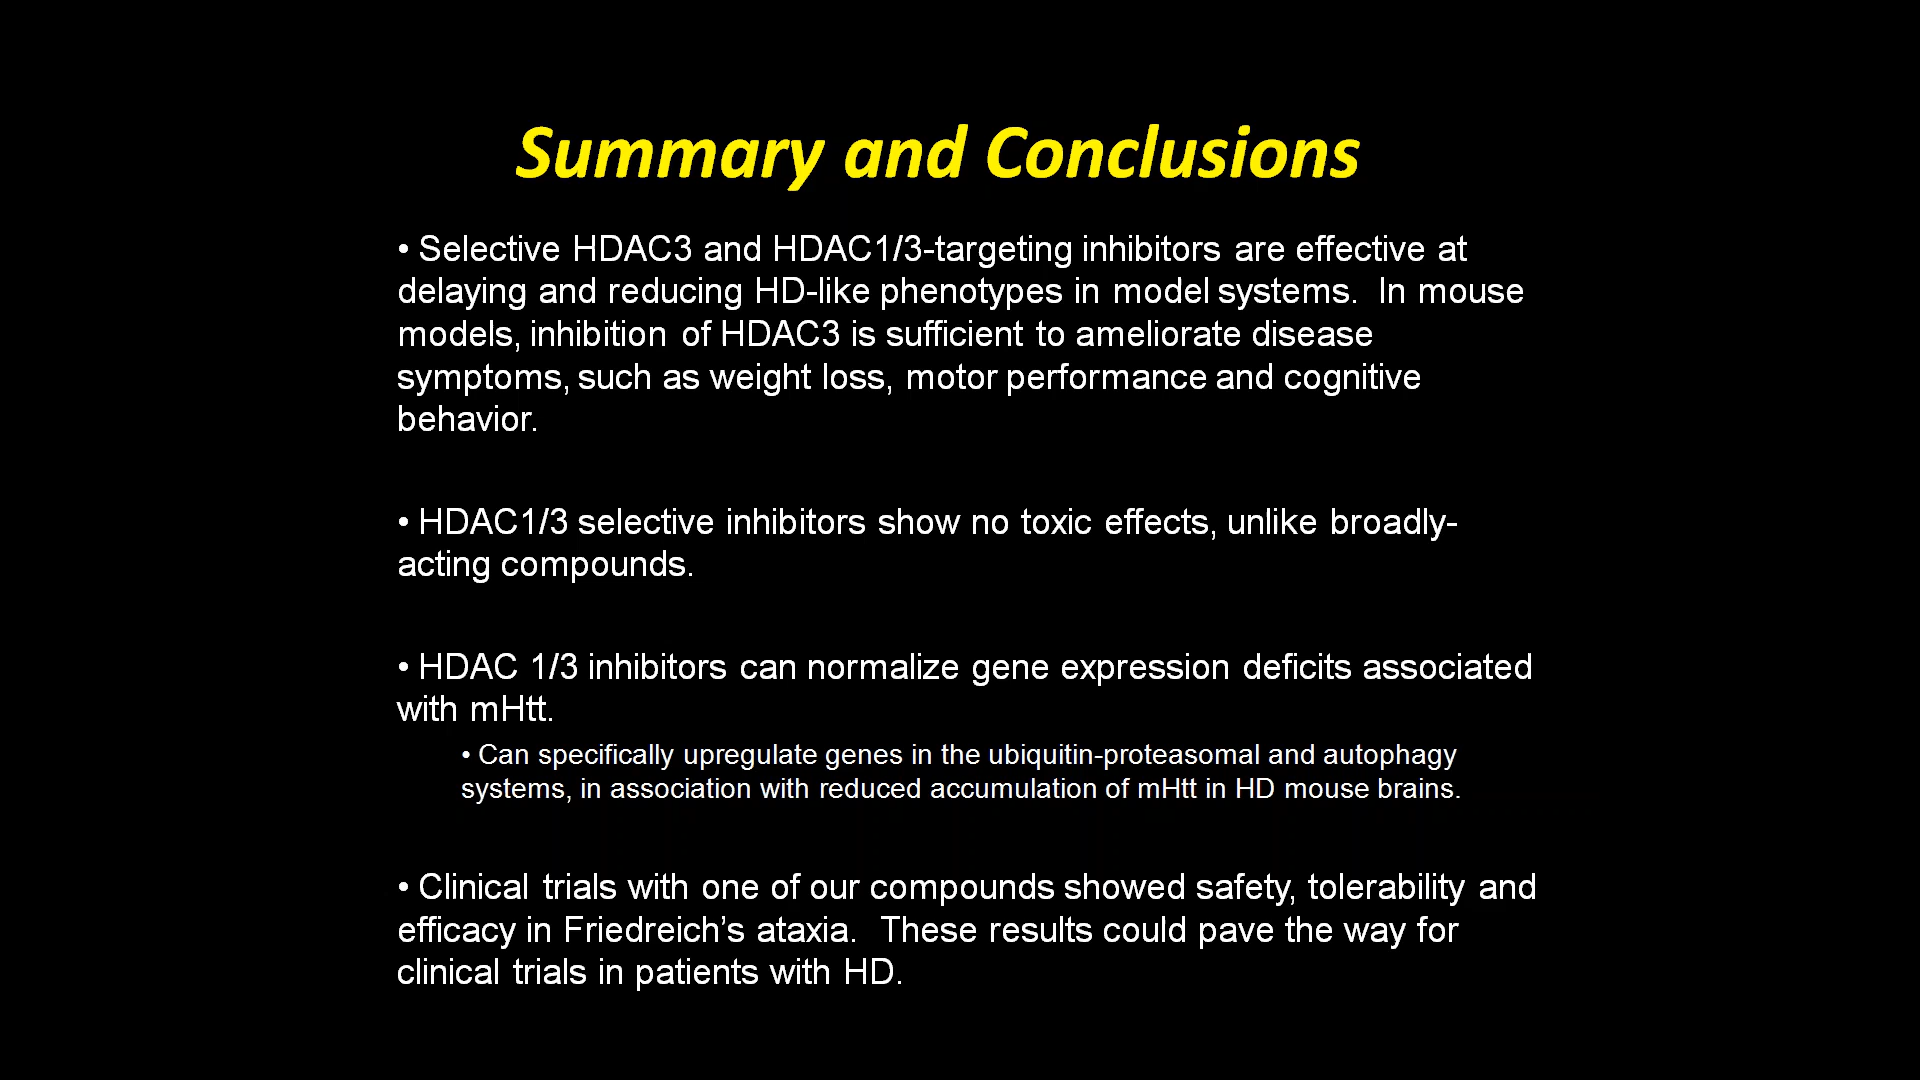 Summary and Conclusions
• Selective HDAC3 and HDAC1/3-targeting inhibitors are effective at
delaying and reducing HD-like phenotypes in model systems.  In mouse
models, inhibition of HDAC3 is sufficient to ameliorate disease
symptoms, such as weight loss, motor performance and cognitive
behavior.
• HDAC1/3 selective inhibitors show no toxic effects, unlike broadly-
acting compounds.
• HDAC 1/3 inhibitors can normalize gene expression deficits associated
with mHtt.
• Can specifically upregulate genes in the ubiquitin-proteasomal and autophagy
systems, in association with reduced accumulation of mHtt in HD mouse brains.
• Clinical trials with one of our compounds showed safety, tolerability and
efficacy in Friedreich’s ataxia.  These results could pave the way for
clinical trials in patients with HD.